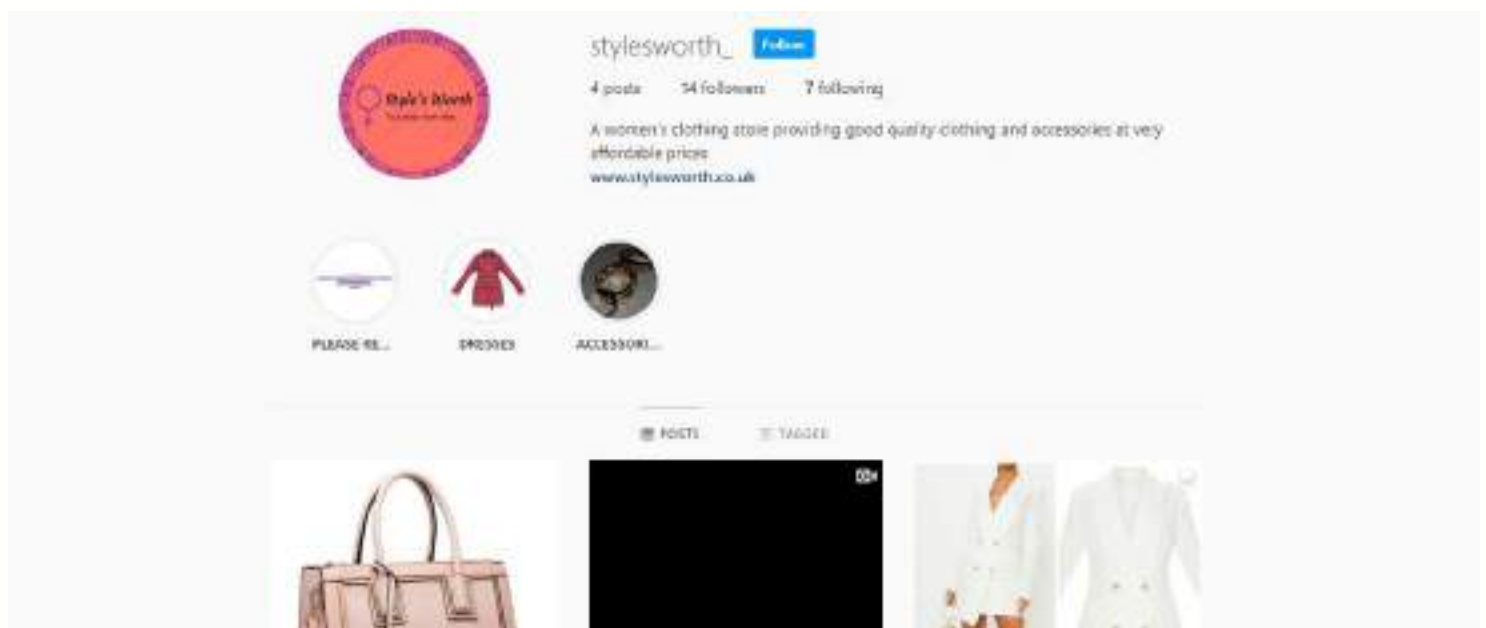 stylesworth_ Follow
4 posts 14 followers 7 following
A women's clothing store providing good quality clothing and accessories at very
affordable prices
www.stylesworth.co.uk
Style's Worth
PLEASE RE... DRESSES ACCESSORI...
POSTS TAGGED